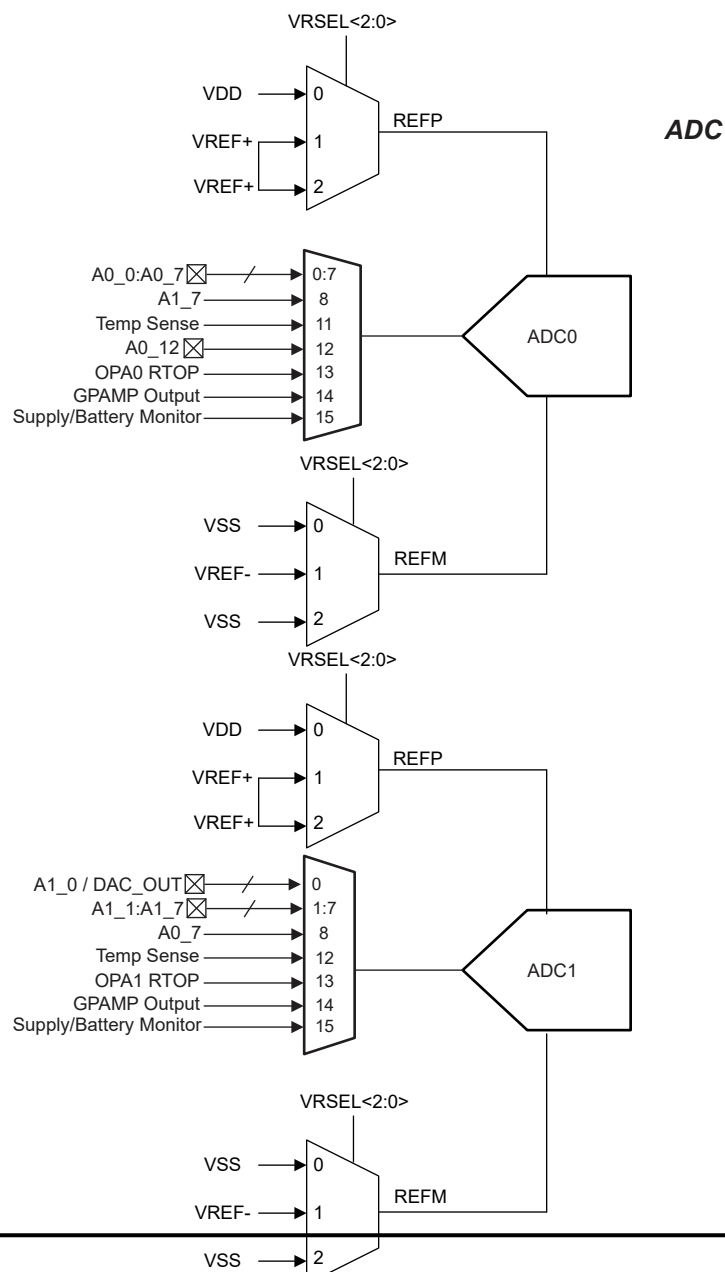 VRSEL<2:0>
VDD 0
REFP
ADC
VREF+ 1
VREF+ 2
A0_0:A0_7 0:7
A1_7 8
Temp Sense 11
A0_12 12
ADC0
OPA0 RTOP 13
GPAMP Output 14
Supply/Battery Monitor 15
VRSEL<2:0>
VSS 0
REFM
VREF- 1
VSS 2
VRSEL<2:0>
VDD 0
REFP
VREF+ 1
VREF+ 2
A1_0 / DAC_OUT 0
A1_1:A1_7 1:7
A0_7 8
Temp Sense 12
ADC1
OPA1 RTOP 13
GPAMP Output 14
Supply/Battery Monitor 15
VRSEL<2:0>
VSS 0
REFM
VREF- 1
VSS 2